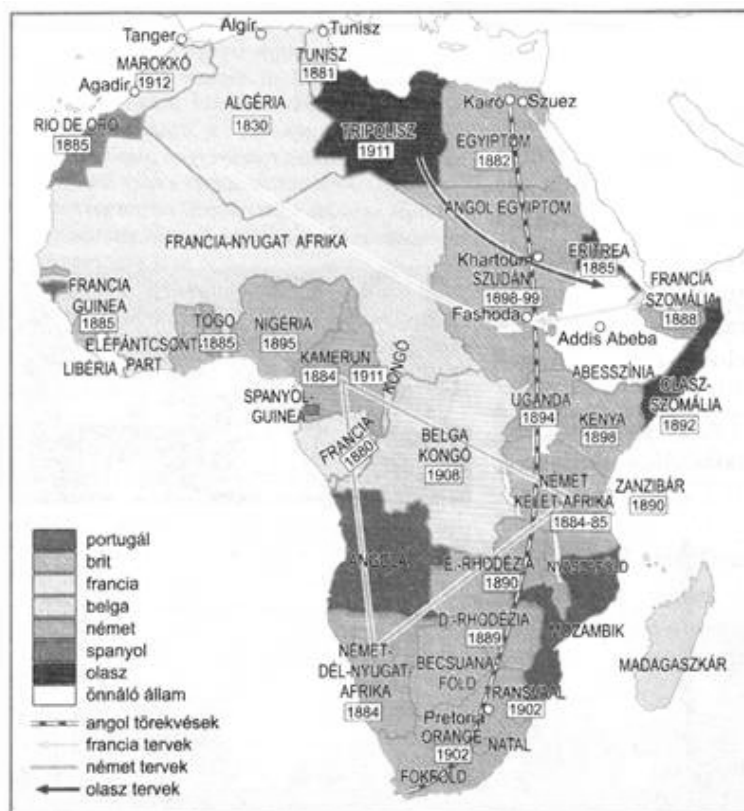 Algír
Tunisz
Tanger
MAROKKÓ
1912
TUNISZ
1881
Agadir
ALGÉRIA
1830
RIO DE ORO
1885
TRIPOLISZ
1911
Kairó
Szuez
EGYIPTOM
1882
ANGOL EGYIPTOM
FRANCIA-NYUGAT AFRIKA
Khartoum
SZUDÁN
1898-99
ERITREA
1885
FRANCIA
SZOMÁLIA
1888
FRANCIA
GUINEA
1885
Fashoda
Addis Abeba
ABESSZÍNIA
TOGO
1885
NIGÉRIA
1895
ELEFÁNTCSONT-
PART
LIBÉRIA
KAMERUN
1884
1911
KONGÓ
SPANYOL-
GUINEA
FRANCIA
1880
UGANDA
1894
KENYA
1898
OLASZ-
SZOMÁLIA
1892
BELGA
KONGÓ
1908
NÉMET
KELET-AFRIKA
1884-85
ZANZIBÁR
1890
ANGOLA
É.-RHODÉZIA
1890
NYASSZFÖLD
D.-RHODÉZIA
1889
MOZAMBIK
MADAGASZKÁR
NÉMET-
DÉL-NYUGAT-
AFRIKA
1884
BECSUANA-
FÖLD
TRANSVAAL
1902
Pretoria
ORANGE
1902
NATAL
FOKFÖLD
portugál
brit
francia
belga
német
spanyol
olasz
önnáló állam
angol törekvések
francia tervek
német tervek
olasz tervek